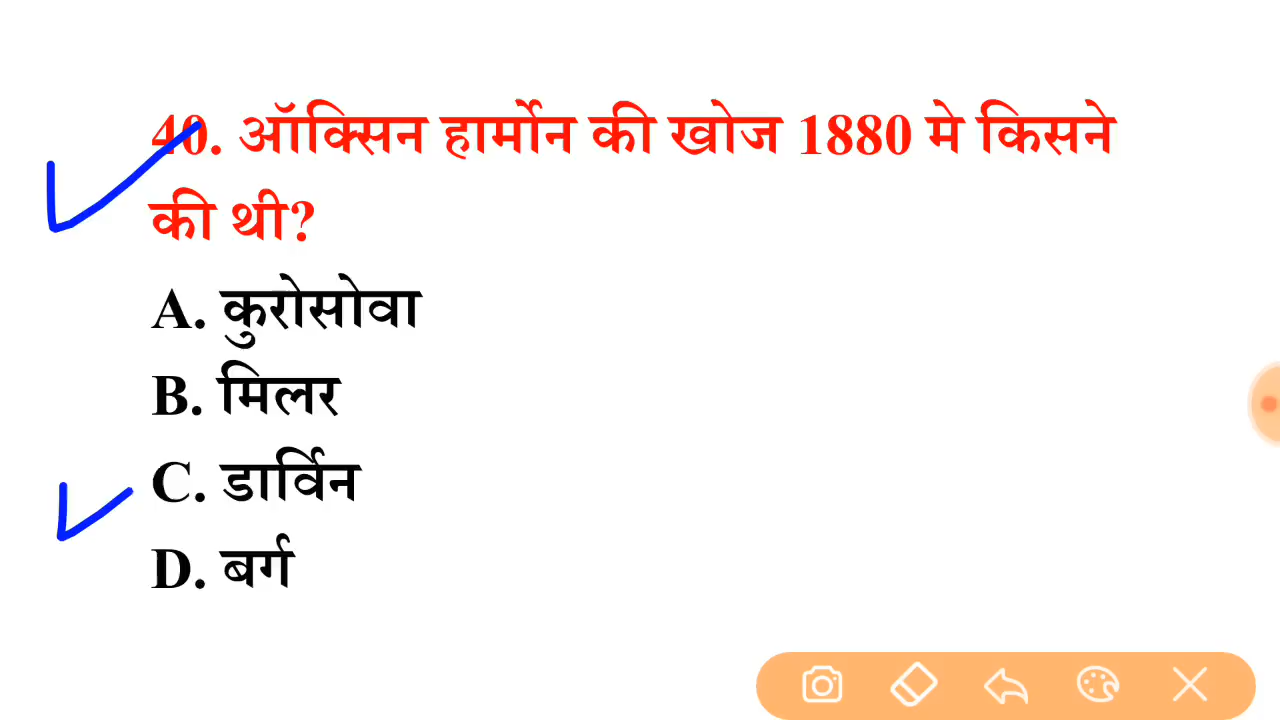 40. ऑक्सिन हार्मोन की खोज 1880 मे किसने
की थी?
A. कुरोसोवा
B. मिलर
C. डार्विन
D. बर्ग